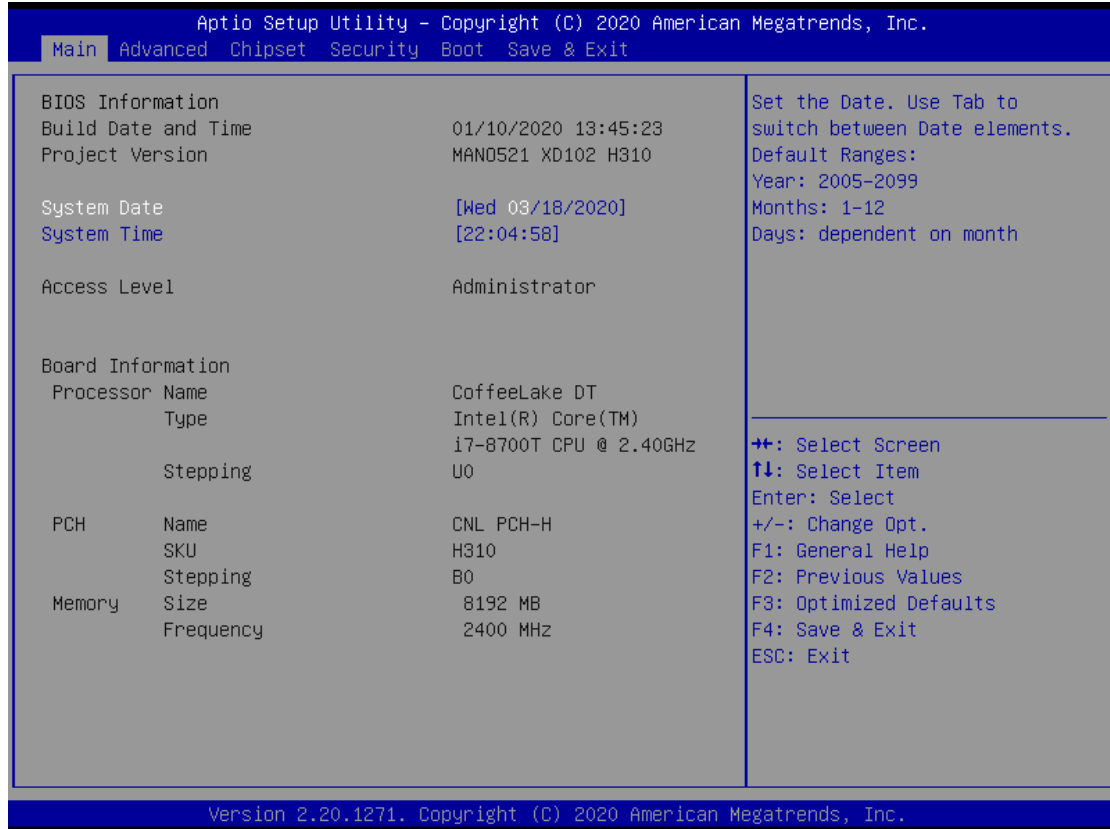 Aptio Setup Utility – Copyright (C) 2020 American Megatrends, Inc.
Main Advanced Chipset Security Boot Save & Exit
BIOS Information
Build Date and Time 01/10/2020 13:45:23
Project Version MANO521 XD102 H310
System Date [Wed 03/18/2020]
System Time [22:04:58]
Access Level Administrator
Board Information
Processor Name CoffeeLake DT
Type Intel(R) Core(TM)
i7-8700T CPU @ 2.40GHz
Stepping U0
PCH Name CNL PCH-H
SKU H310
Stepping B0
Memory Size 8192 MB
Frequency 2400 MHz
Set the Date. Use Tab to
switch between Date elements.
Default Ranges:
Year: 2005-2099
Months: 1-12
Days: dependent on month
→←: Select Screen
↑↓: Select Item
Enter: Select
+/-: Change Opt.
F1: General Help
F2: Previous Values
F3: Optimized Defaults
F4: Save & Exit
ESC: Exit
Version 2.20.1271. Copyright (C) 2020 American Megatrends, Inc.